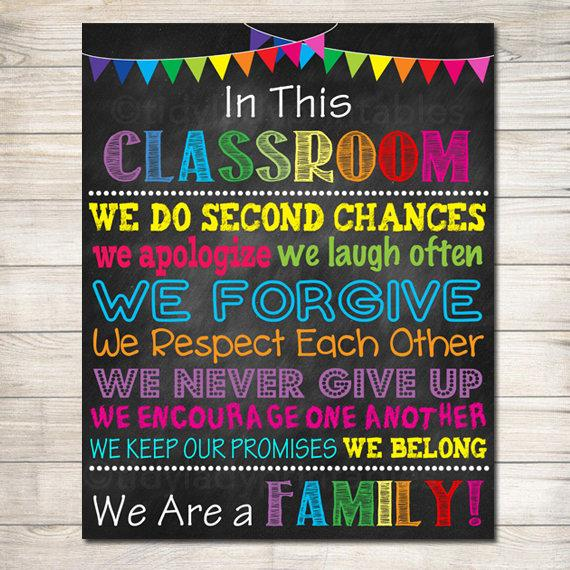 In This
CLASSROOM
WE DO SECOND CHANCES
we apologize we laugh often
WE FORGIVE
We Respect Each Other
WE NEVER GIVE UP
WE ENCOURAGE ONE ANOTHER
WE KEEP OUR PROMISES WE BELONG
We Are a FAMILY!